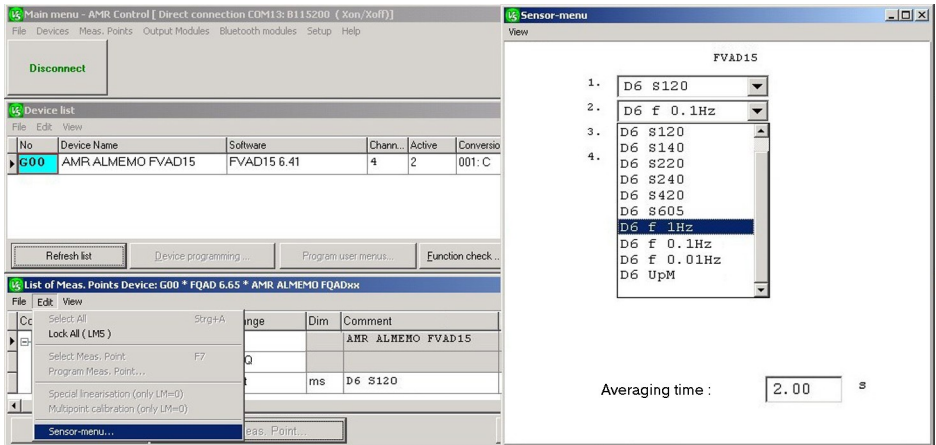 Main menu - AMR Control [ Direct connection COM13: B115200 ( Xon/Xoff)]
File Devices Meas. Points Output Modules Bluetooth modules Setup Help
Disconnect
Device list
File Edit View
No Device Name Software Chann... Active Conversio
G00 AMR ALMEMO FVAD15 FVAD15 6.41 4 2 001: C
Refresh list Device programming ... Program user menus... Function check ...
List of Meas. Points Device: G00 * FQAD 6.65 * AMR ALMEMO FQADxx
File Edit View
Co nge Dim Comment
Select All Strg+A
Lock All ( LM5 )
AMR ALMEMO FVAD15
Select Meas. Point F7
Program Meas. Point...
Q
t ms D6 S120
Special linearisation (only LM=0)
Multipoint calibration (only LM=0)
Sensor-menu...
eas. Point...
Sensor-menu
View
FVAD15
1. D6 S120
2. D6 f 0.1Hz
3.
4.
D6 S120
D6 S140
D6 S220
D6 S240
D6 S420
D6 S605
D6 f 1Hz
D6 f 0.1Hz
D6 f 0.01Hz
D6 UpM
Averaging time : 2.00 s